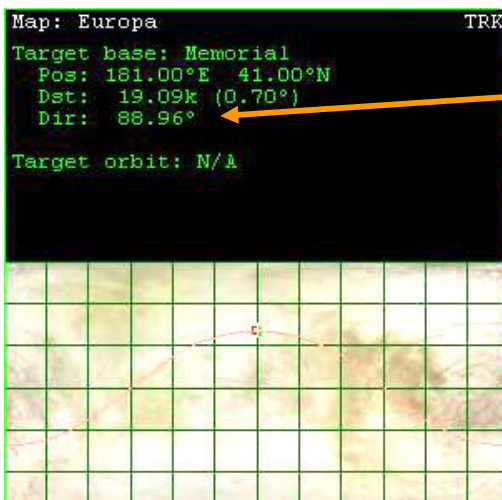 Map: Europa TRK
Target base: Memorial
Pos: 181.00°E 41.00°N
Dst: 19.09k (0.70°)
Dir: 88.96°
Target orbit: N/A